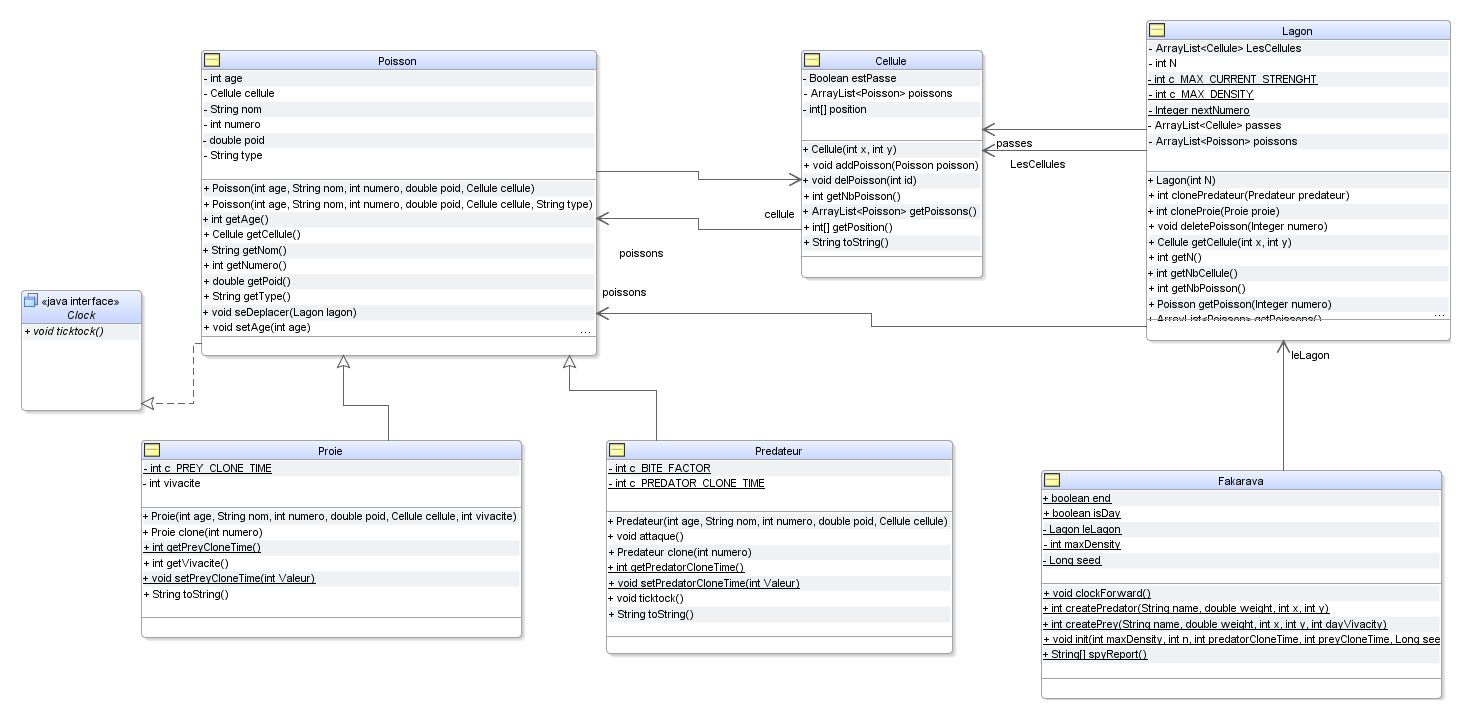 Poisson
- int age
- Cellule cellule
- String nom
- int numero
- double poid
- String type
+ Poisson(int age, String nom, int numero, double poid, Cellule cellule)
+ Poisson(int age, String nom, int numero, double poid, Cellule cellule, String type)
+ int getAge()
+ Cellule getCellule()
+ String getNom()
+ int getNumero()
+ double getPoid()
+ String getType()
+ void seDeplacer(Lagon lagon)
+ void setAge(int age)
...
Cellule
- Boolean estPasse
- ArrayList<Poisson> poissons
- int[] position
+ Cellule(int x, int y)
+ void addPoisson(Poisson poisson)
+ void delPoisson(int id)
+ int getNbPoisson()
+ ArrayList<Poisson> getPoissons()
+ int[] getPosition()
+ String toString()
Lagon
- ArrayList<Cellule> LesCellules
- int N
- int c_MAX_CURRENT_STRENGHT
- int c_MAX_DENSITY
- Integer nextNumero
- ArrayList<Cellule> passes
- ArrayList<Poisson> poissons
+ Lagon(int N)
+ int clonePredateur(Predateur predateur)
+ int cloneProie(Proie proie)
+ void deletePoisson(Integer numero)
+ Cellule getCellule(int x, int y)
+ int getN()
+ int getNbCellule()
+ int getNbPoisson()
+ Poisson getPoisson(Integer numero)
+ ArrayList<Poisson> getPoissons()
...
passes
LesCellules
cellule
poissons
poissons
leLagon
«java interface»
Clock
+ void ticktock()
Proie
- int c_PREY_CLONE_TIME
- int vivacite
+ Proie(int age, String nom, int numero, double poid, Cellule cellule, int vivacite)
+ Proie clone(int numero)
+ int getPreyCloneTime()
+ int getVivacite()
+ void setPreyCloneTime(int Valeur)
+ String toString()
Predateur
- int c_BITE_FACTOR
- int c_PREDATOR_CLONE_TIME
+ Predateur(int age, String nom, int numero, double poid, Cellule cellule)
+ void attaque()
+ Predateur clone(int numero)
+ int getPredatorCloneTime()
+ void setPredatorCloneTime(int Valeur)
+ void ticktock()
+ String toString()
Fakarava
+ boolean end
+ boolean isDay
- Lagon leLagon
- int maxDensity
- Long seed
+ void clockForward()
+ int createPredator(String name, double weight, int x, int y)
+ int createPrey(String name, double weight, int x, int y, int dayVivacity)
+ void init(int maxDensity, int n, int predatorCloneTime, int preyCloneTime, Long see
+ String[] spyReport()